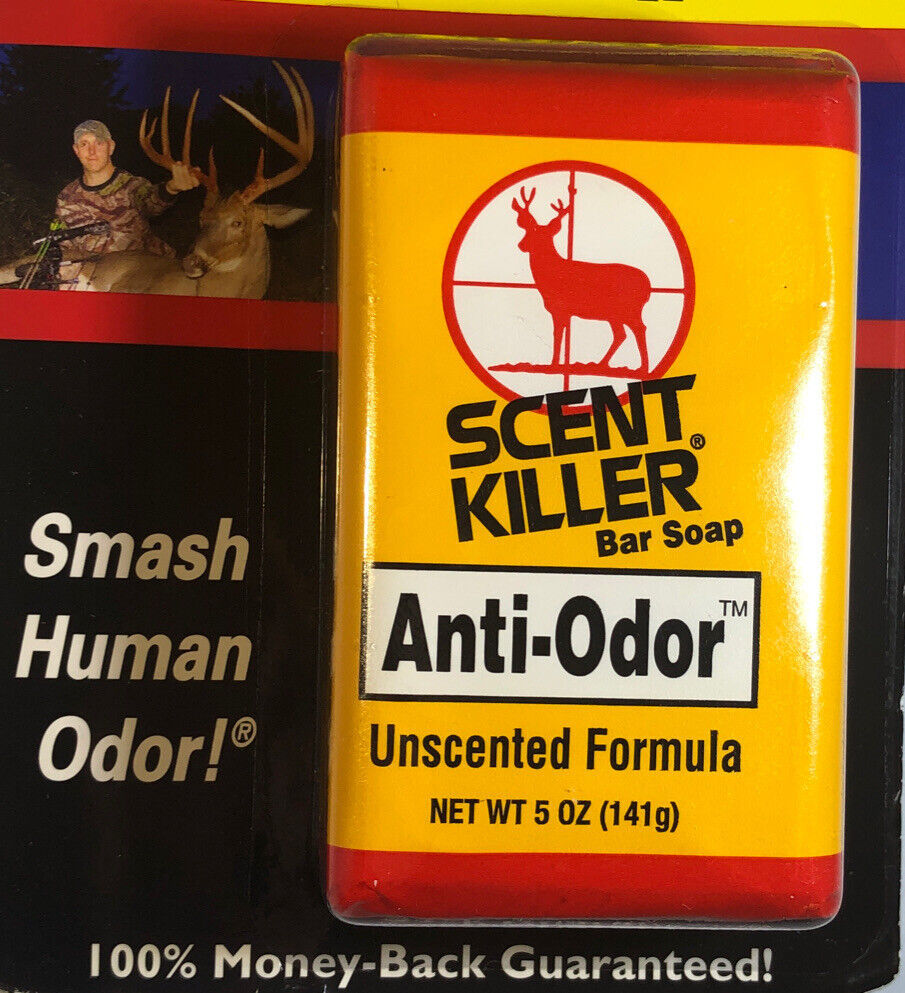 SCENT
KILLER®
Bar Soap
Anti-Odor™
Unscented Formula
NET WT 5 OZ (141g)
Smash
Human
Odor!®
100% Money-Back Guaranteed!